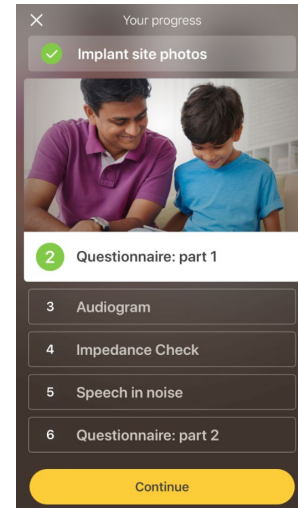 Your progress
Implant site photos
2 Questionnaire: part 1
3 Audiogram
4 Impedance Check
5 Speech in noise
6 Questionnaire: part 2
Continue